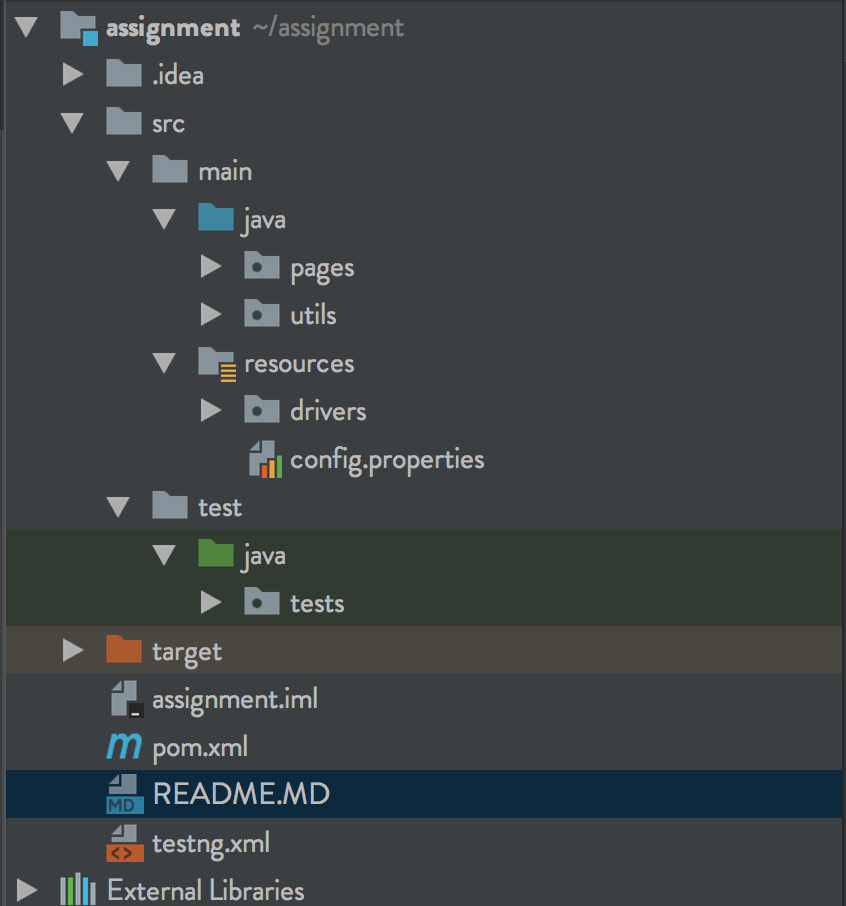 assignment ~/assignment
.idea
src
main
java
pages
utils
resources
drivers
config.properties
test
java
tests
target
assignment.iml
pom.xml
README.MD
testng.xml
External Libraries